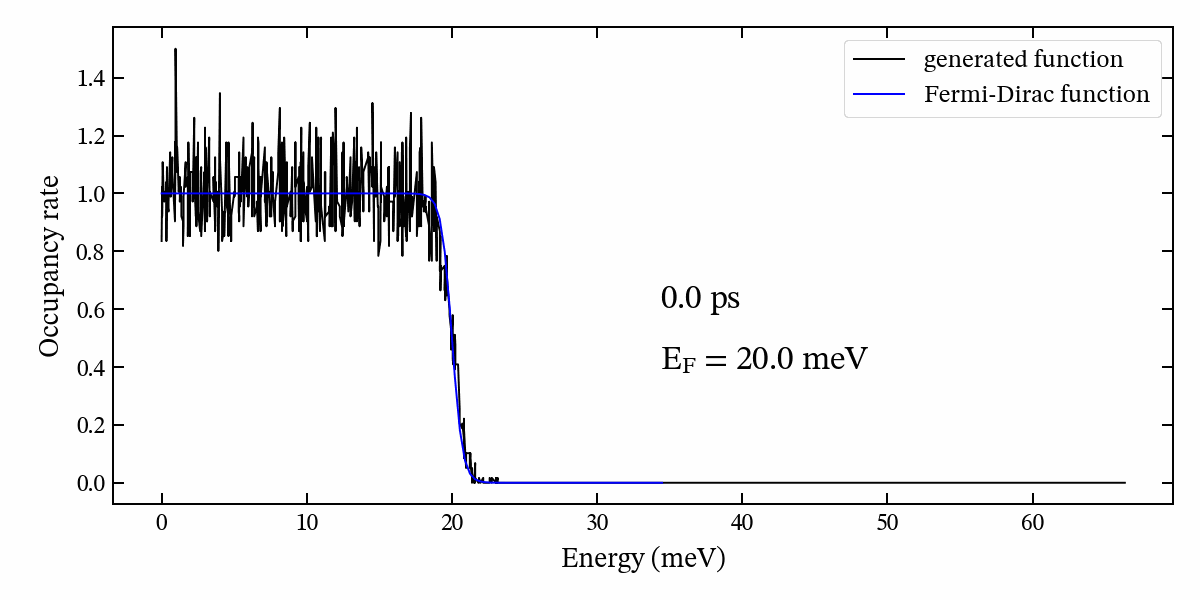 generated function
Fermi-Dirac function
1.4
1.2
1.0
0.8
0.6
0.4
0.2
0.0
Occupancy rate
0.0 ps
E_F = 20.0 meV
0 10 20 30 40 50 60
Energy (meV)